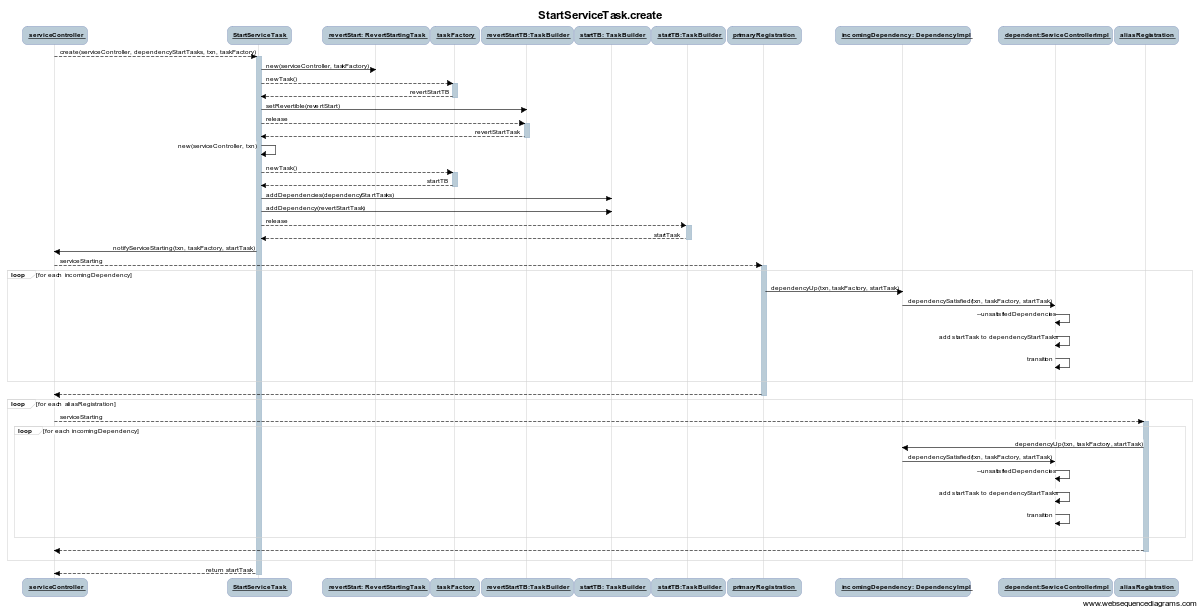 StartServiceTask.create
serviceController
StartServiceTask
revertStart: RevertStartingTask
taskFactory
revertStartTB:TaskBuilder
startTB: TaskBuilder
startTB:TaskBuilder
primaryRegistration
incomingDependency: DependencyImpl
dependent:ServiceControllerImpl
aliasRegistration
create(serviceController, dependencyStartTasks, txn, taskFactory)
new(serviceController, taskFactory)
newTask()
revertStartTB
setRevertible(revertStart)
release
revertStartTask
new(serviceController, txn)
newTask()
startTB
addDependencies(dependencyStartTasks)
addDependency(revertStartTask)
release
startTask
notifyServiceStarting(txn, taskFactory, startTask)
serviceStarting
loop [for each incomingDependency]
dependencyUp(txn, taskFactory, startTask)
dependencySatisfied(txn, taskFactory, startTask)
--unsatisfiedDependencies
add startTask to dependencyStartTasks
transition
loop [for each aliasRegistration]
serviceStarting
loop [for each incomingDependency]
dependencyUp(txn, taskFactory, startTask)
dependencySatisfied(txn, taskFactory, startTask)
--unsatisfiedDependencies
add startTask to dependencyStartTasks
transition
return startTask
serviceController
StartServiceTask
revertStart: RevertStartingTask
taskFactory
revertStartTB:TaskBuilder
startTB: TaskBuilder
startTB:TaskBuilder
primaryRegistration
incomingDependency: DependencyImpl
dependent:ServiceControllerImpl
aliasRegistration
www.websequencediagrams.com